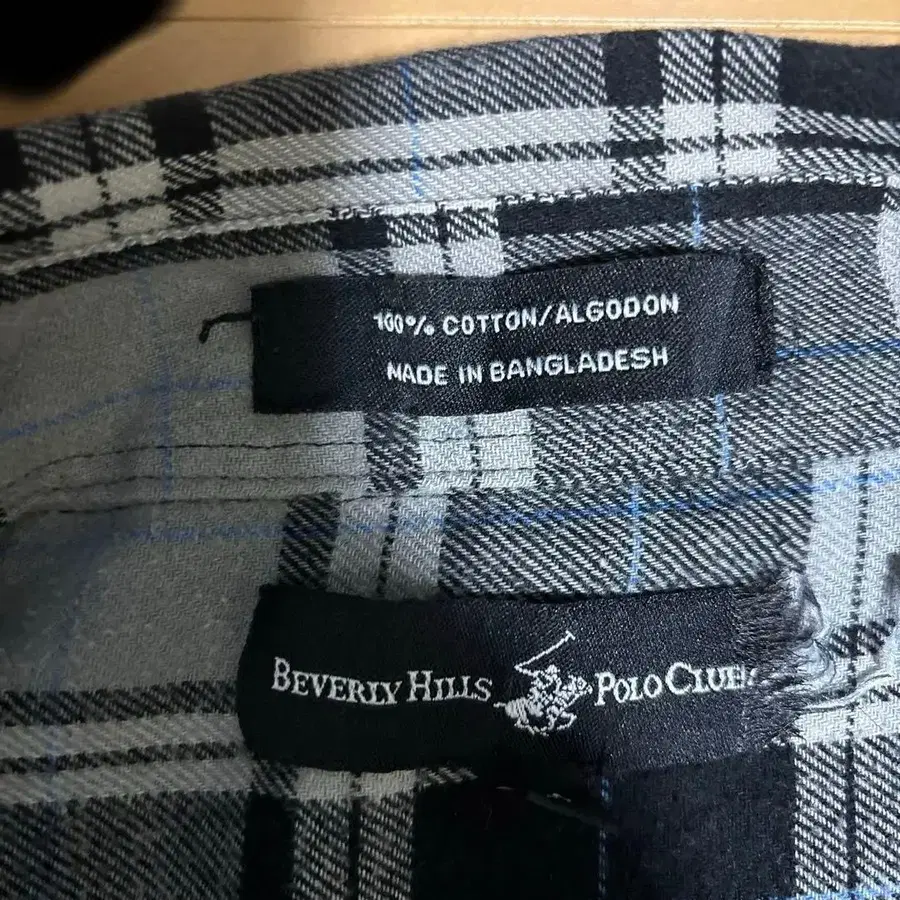 100% COTTON/ALGODON
MADE IN BANGLADESH
BEVERLY HILLS POLO CLUB